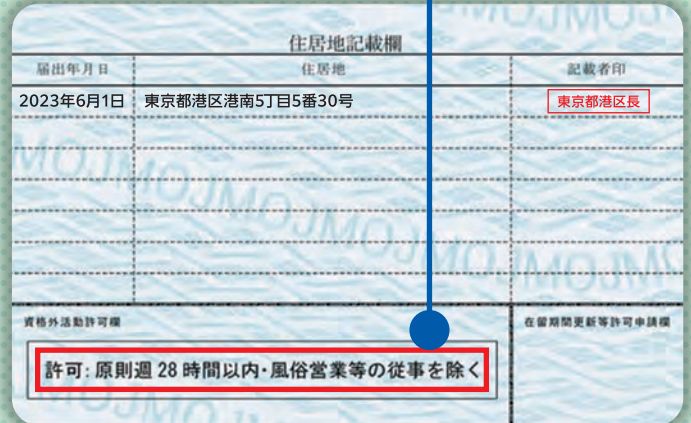 住居地記載欄
届出年月日 住居地 記載者印
2023年6月1日 東京都港区港南5丁目5番30号 東京都港区長
MOJMOJMOJMOJMOJMOJMO
資格外活動許可欄 在留期間更新等許可申請欄
許可: 原則週 28 時間以内・風俗営業等の従事を除く